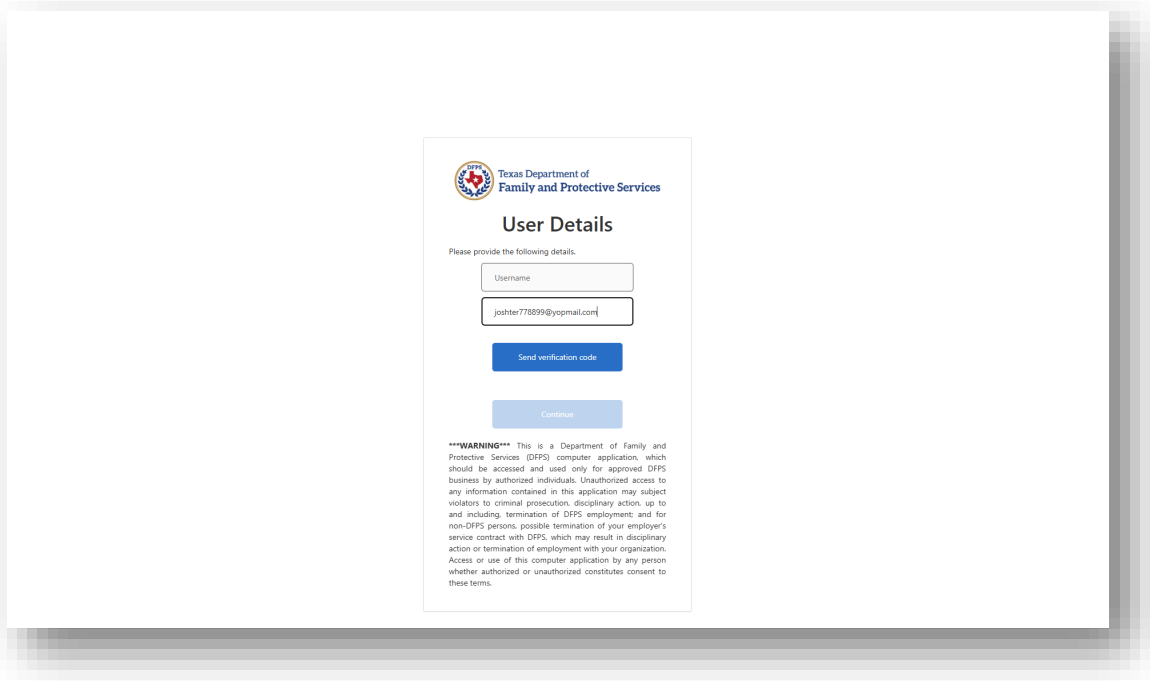 DFPS
Texas Department of
Family and Protective Services
User Details
Please provide the following details.
Username
joshter778899@yopmail.com
Send verification code
Continue
***WARNING*** This is a Department of Family and
Protective Services (DFPS) computer application, which
should be accessed and used only for approved DFPS
business by authorized individuals. Unauthorized access to
any information contained in this application may subject
violators to criminal prosecution, disciplinary action, up to
and including, termination of DFPS employment; and for
non-DFPS persons, possible termination of your employer's
service contract with DFPS, which may result in disciplinary
action or termination of employment with your organization.
Access or use of this computer application by any person
whether authorized or unauthorized constitutes consent to
these terms.